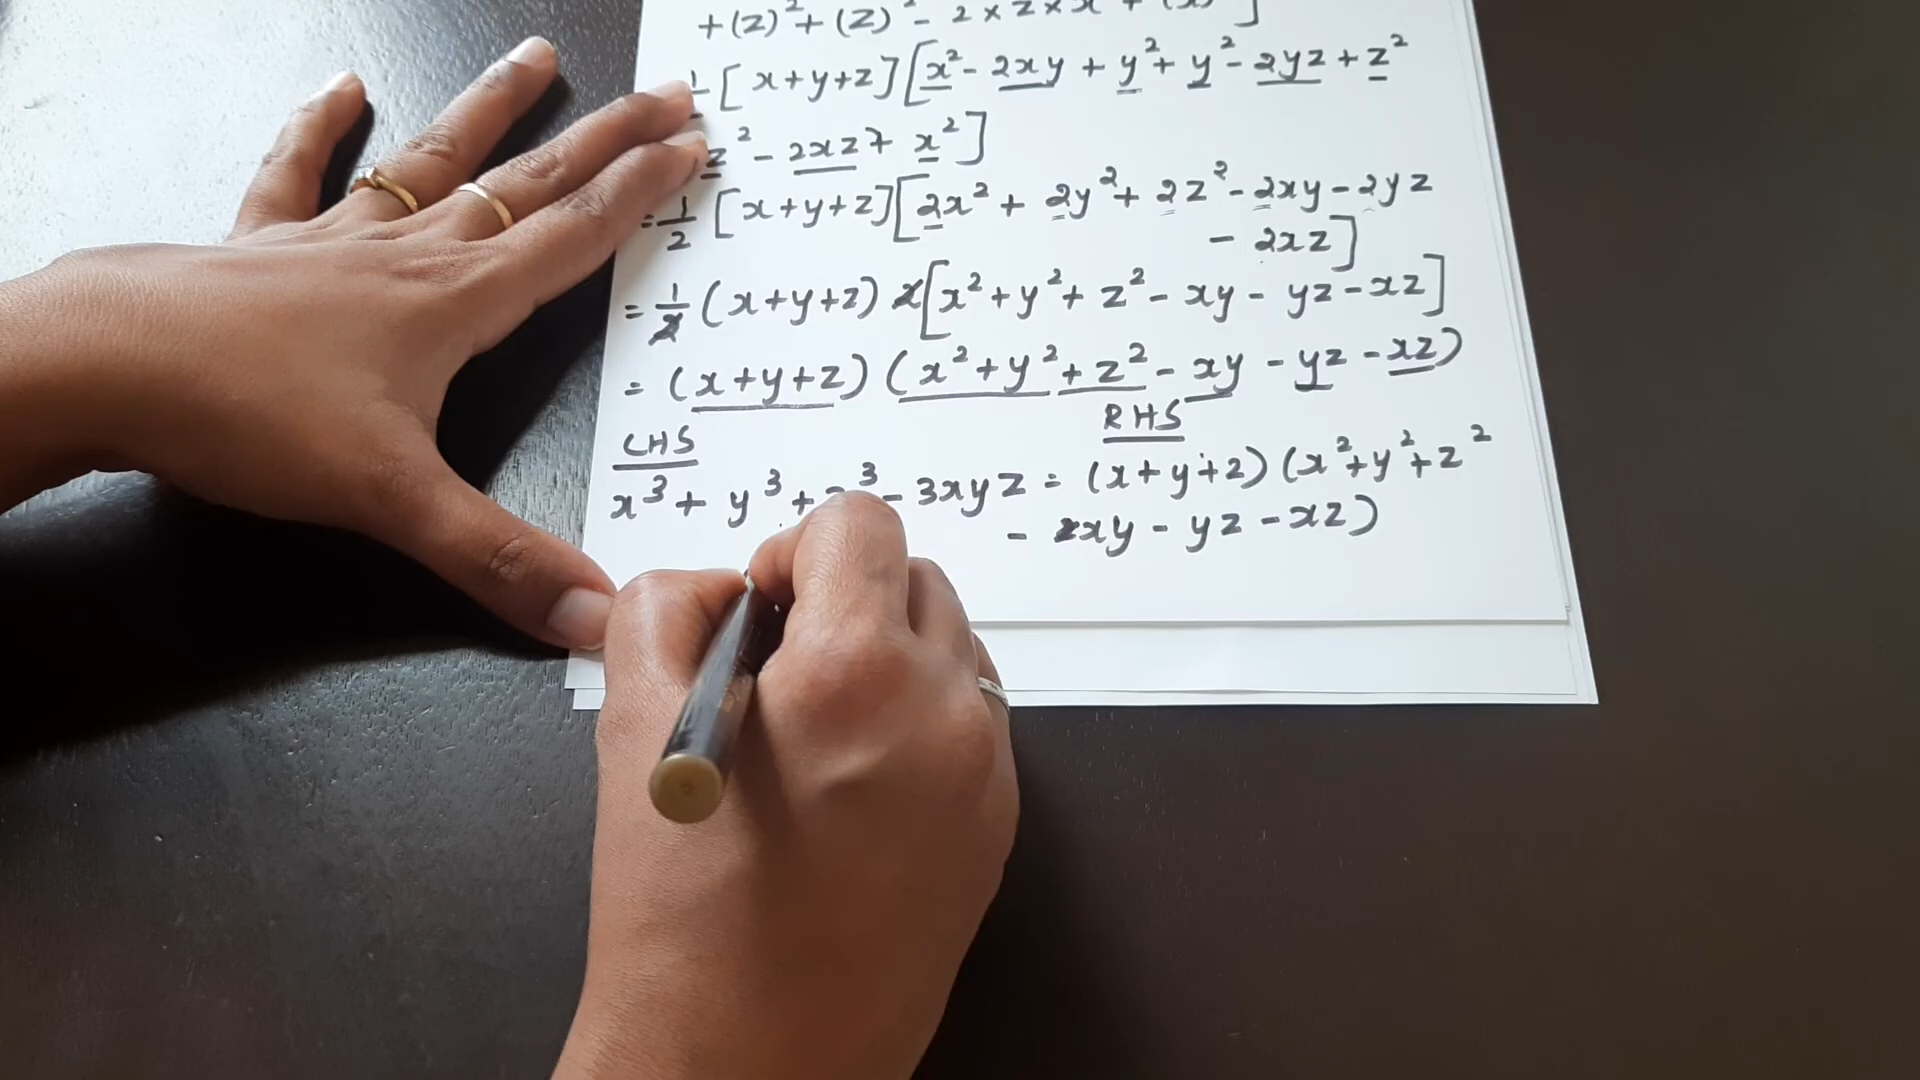 +(z)²+(z)²- 2×z×x + (x)²]
1/2 [x+y+z][x²- 2xy + y²+ y²- 2yz + z²
z²- 2xz+ x²]
=1/2 [x+y+z][2x²+ 2y²+ 2z²- 2xy- 2yz
- 2xz]
= 1/2 (x+y+z) 2[x²+y²+ z²- xy- yz-xz]
= (x+y+z) (x²+y²+z²- xy - yz -xz)
LHS RHS
x³+ y³+z³- 3xyz = (x+y+z) (x²+y²+z²
- xy- yz -xz)